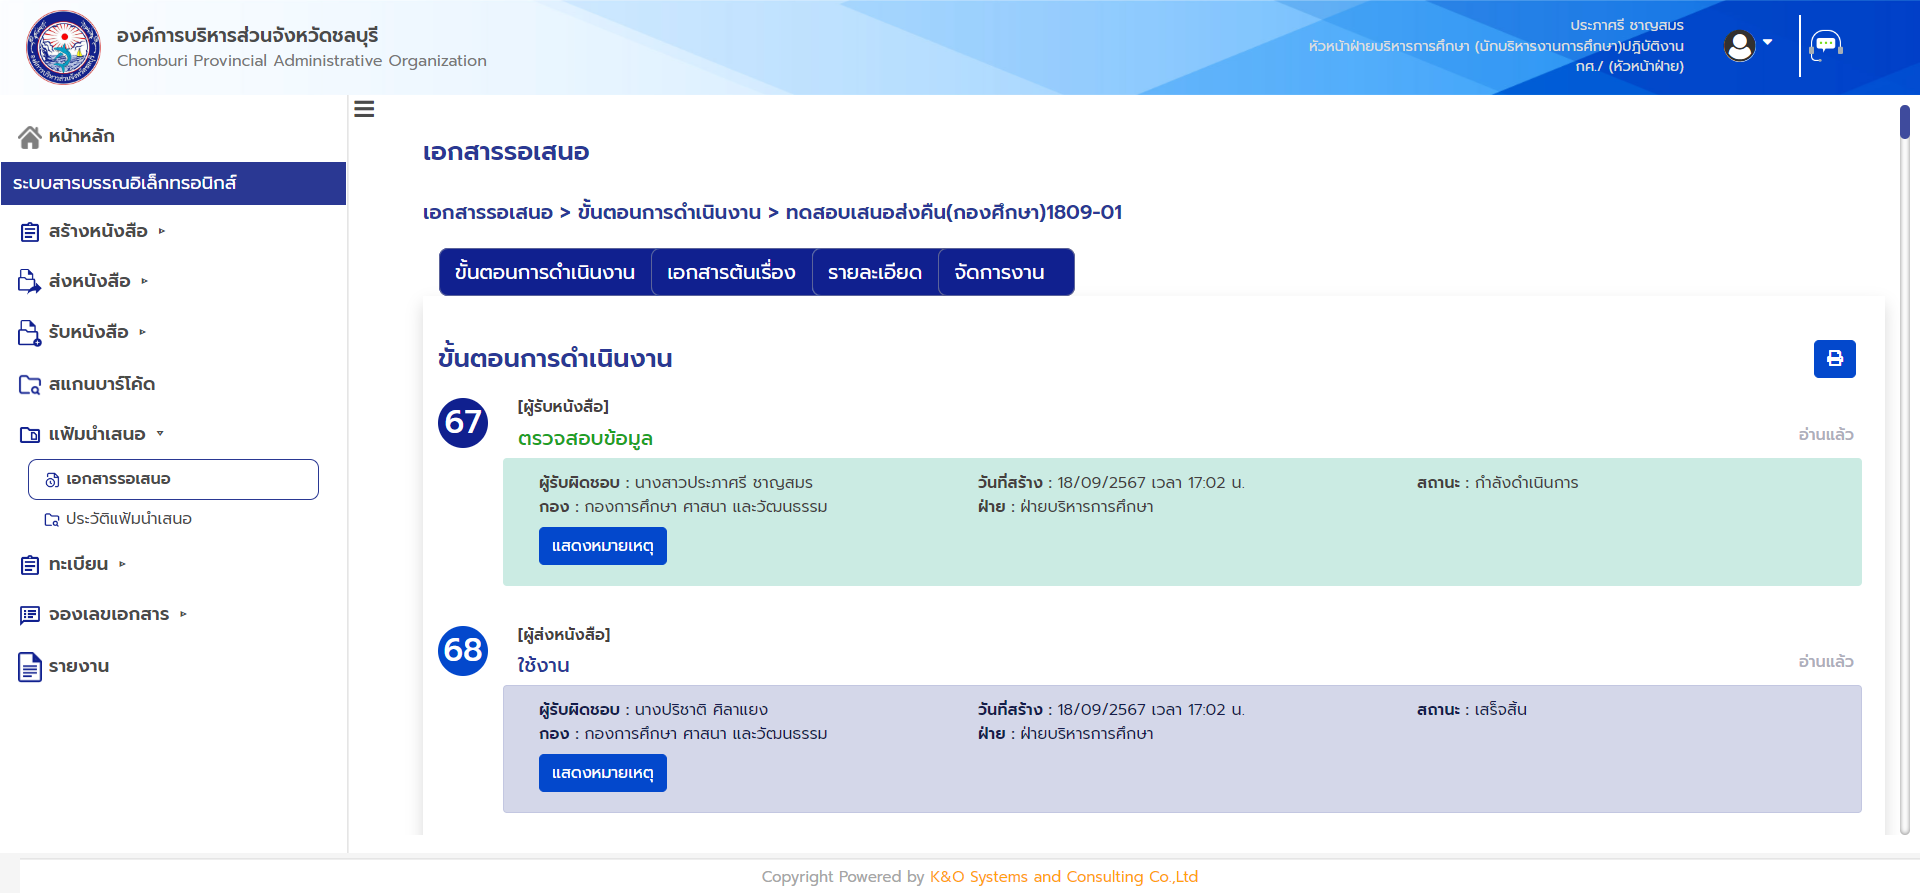 องค์การบริหารส่วนจังหวัดชลบุรี
Chonburi Provincial Administrative Organization
ประภาศรี ชาญสมร
หัวหน้าฝ่ายบริหารการศึกษา (นักบริหารงานการศึกษา)ปฏิบัติงาน
กศ./ (หัวหน้าฝ่าย)
หน้าหลัก
ระบบสารบรรณอิเล็กทรอนิกส์
สร้างหนังสือ
ส่งหนังสือ
รับหนังสือ
สแกนบาร์โค้ด
แฟ้มนำเสนอ
เอกสารรอเสนอ
ประวัติแฟ้มนำเสนอ
ทะเบียน
จองเลขเอกสาร
รายงาน
เอกสารรอเสนอ
เอกสารรอเสนอ > ขั้นตอนการดำเนินงาน > ทดสอบเสนอส่งคืน(กองศึกษา)1809-01
ขั้นตอนการดำเนินงาน เอกสารต้นเรื่อง รายละเอียด จัดการงาน
ขั้นตอนการดำเนินงาน
67
[ผู้รับหนังสือ]
ตรวจสอบข้อมูล
อ่านแล้ว
ผู้รับผิดชอบ : นางสาวประภาศรี ชาญสมร วันที่สร้าง : 18/09/2567 เวลา 17:02 น. สถานะ : กำลังดำเนินการ
กอง : กองการศึกษา ศาสนา และวัฒนธรรม ฝ่าย : ฝ่ายบริหารการศึกษา
แสดงหมายเหตุ
68
[ผู้ส่งหนังสือ]
ใช้งาน
อ่านแล้ว
ผู้รับผิดชอบ : นางปริชาติ ศิลาแยง วันที่สร้าง : 18/09/2567 เวลา 17:02 น. สถานะ : เสร็จสิ้น
กอง : กองการศึกษา ศาสนา และวัฒนธรรม ฝ่าย : ฝ่ายบริหารการศึกษา
แสดงหมายเหตุ
Copyright Powered by K&O Systems and Consulting Co.,Ltd